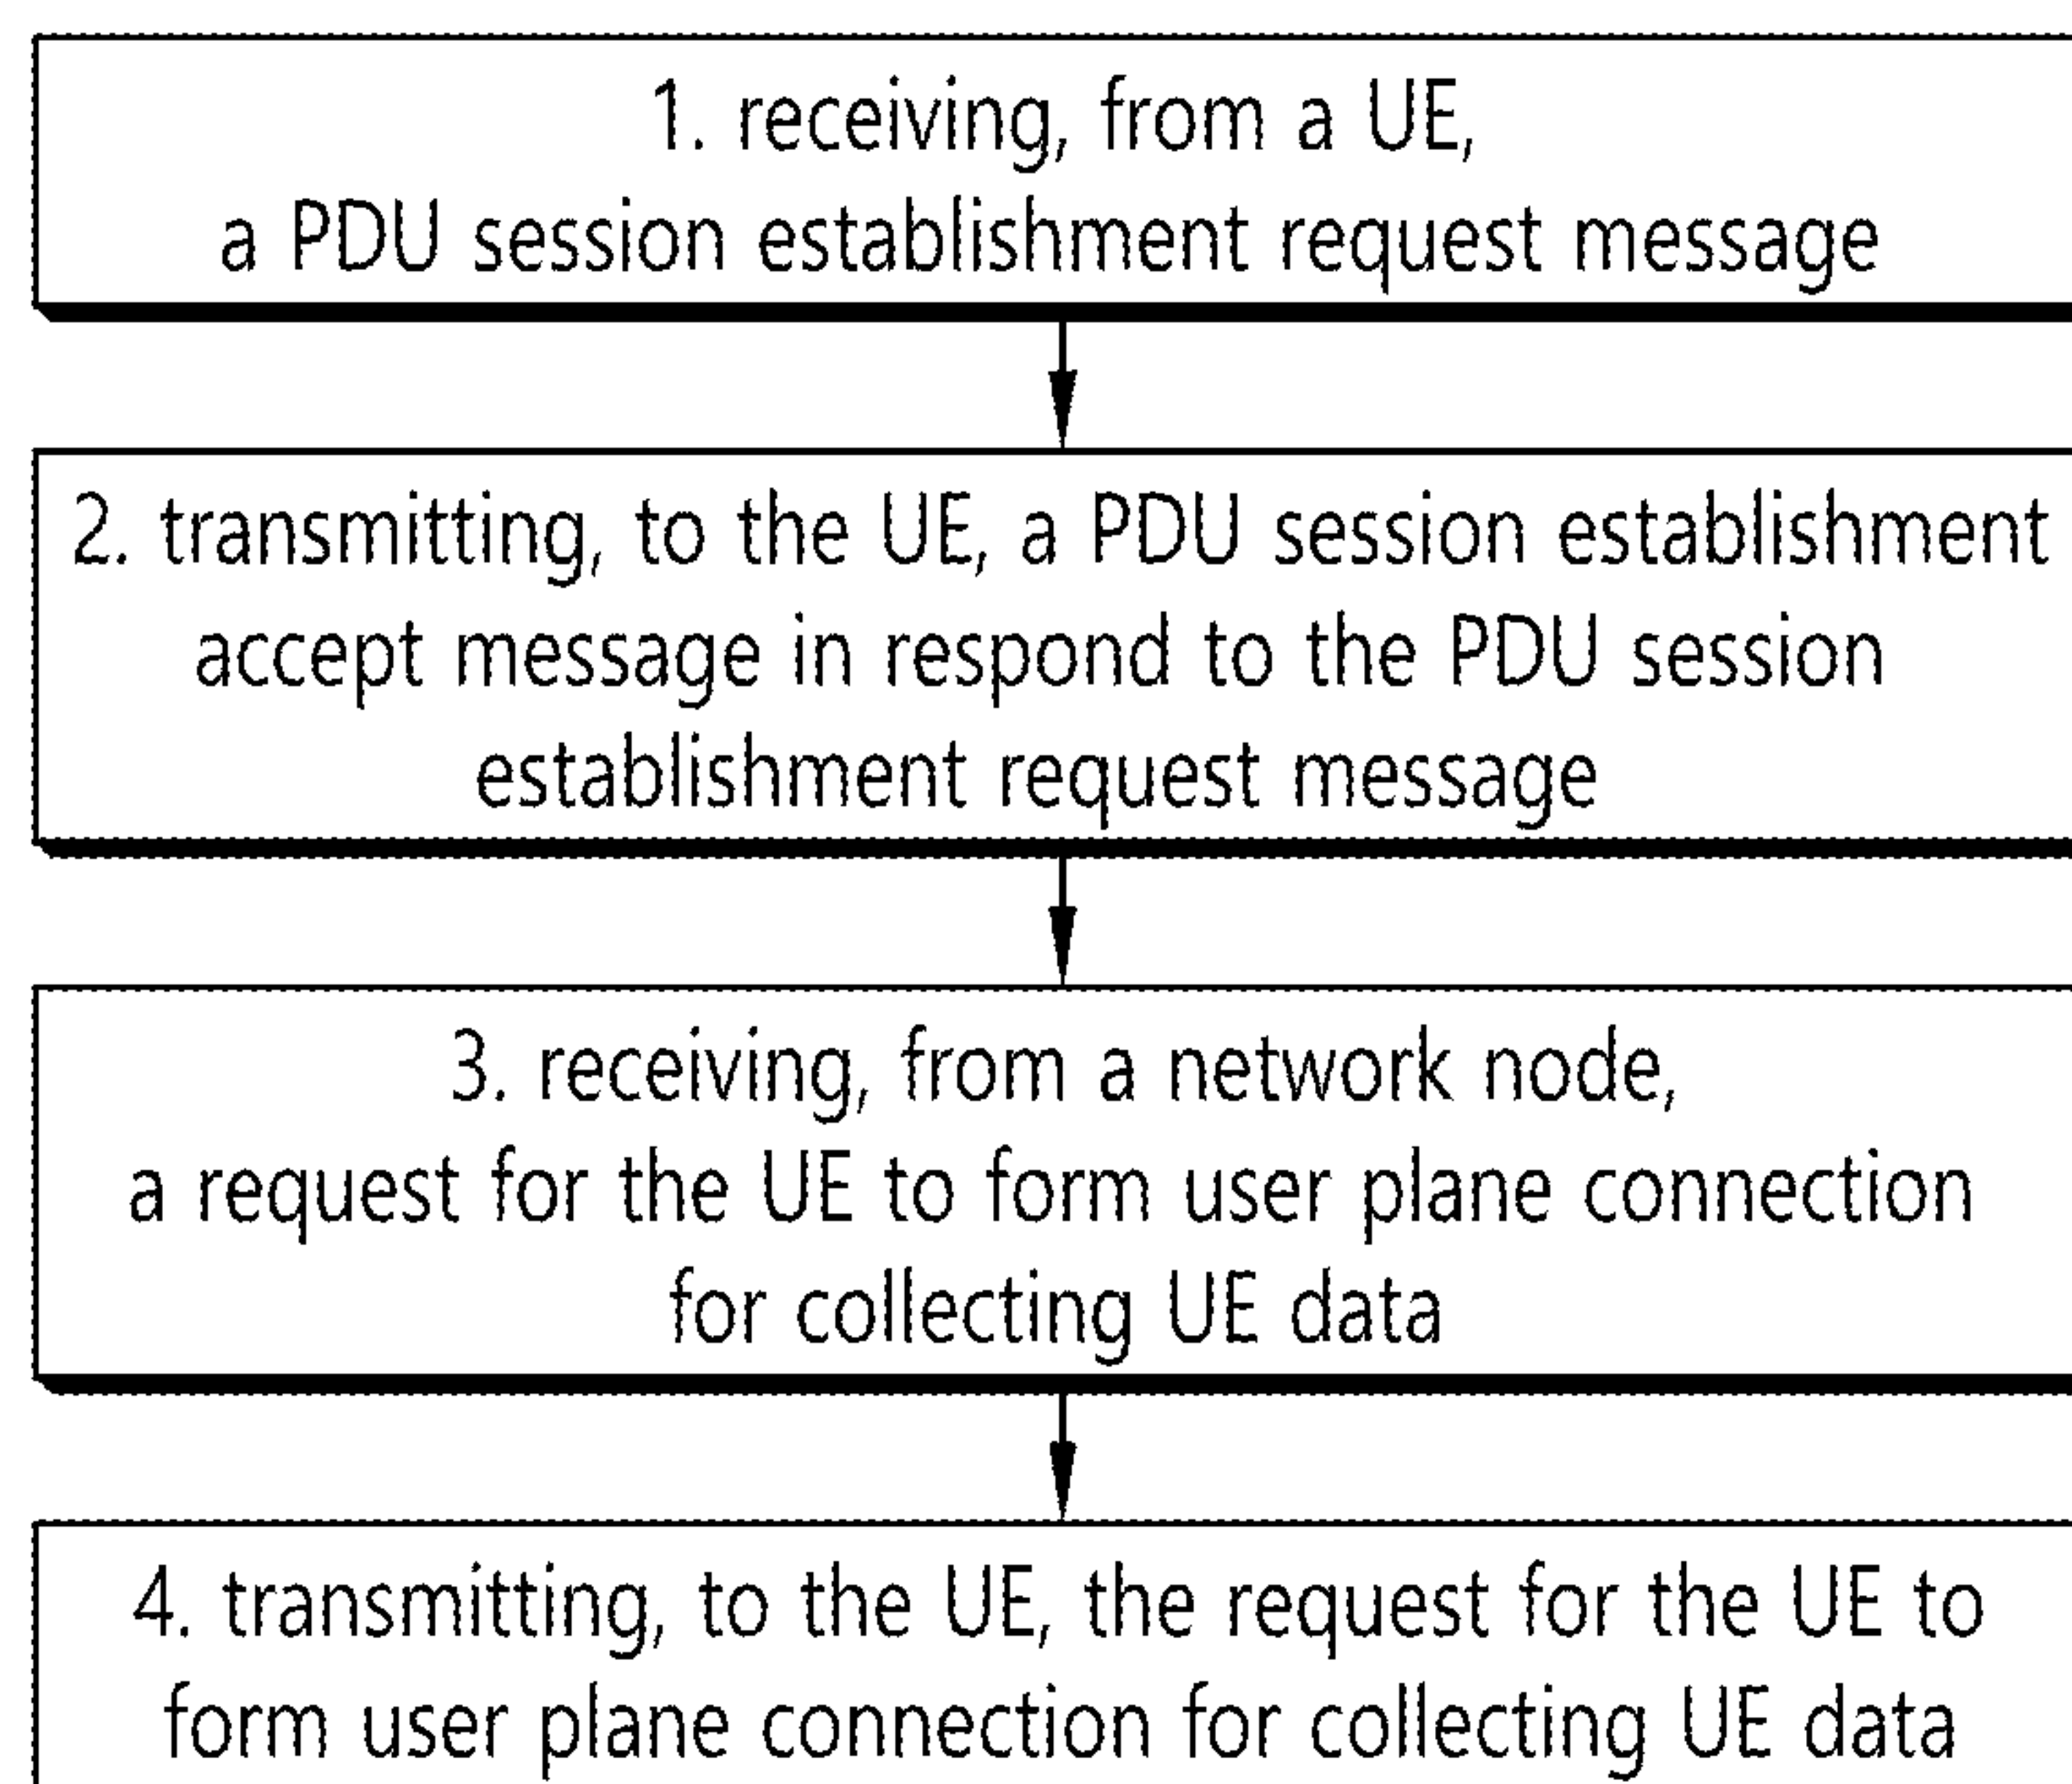 1. receiving, from a UE,
a PDU session establishment request message
2. transmitting, to the UE, a PDU session establishment
accept message in respond to the PDU session
establishment request message
3. receiving, from a network node,
a request for the UE to form user plane connection
for collecting UE data
4. transmitting, to the UE, the request for the UE to
form user plane connection for collecting UE data